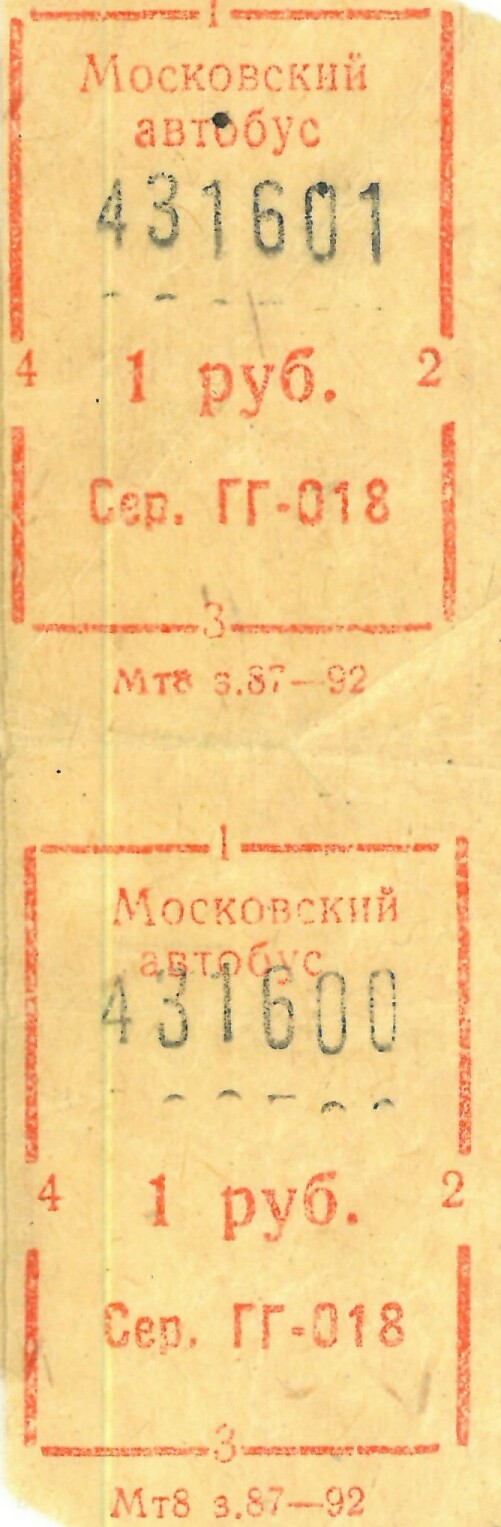 1
Московский
автобус
431601
4 1 руб. 2
Сер. ГГ-018
3
Мт8 з.87—92
1
Московский
автобус
431600
4 1 руб. 2
Сер. ГГ-018
3
Мт8 з.87—92